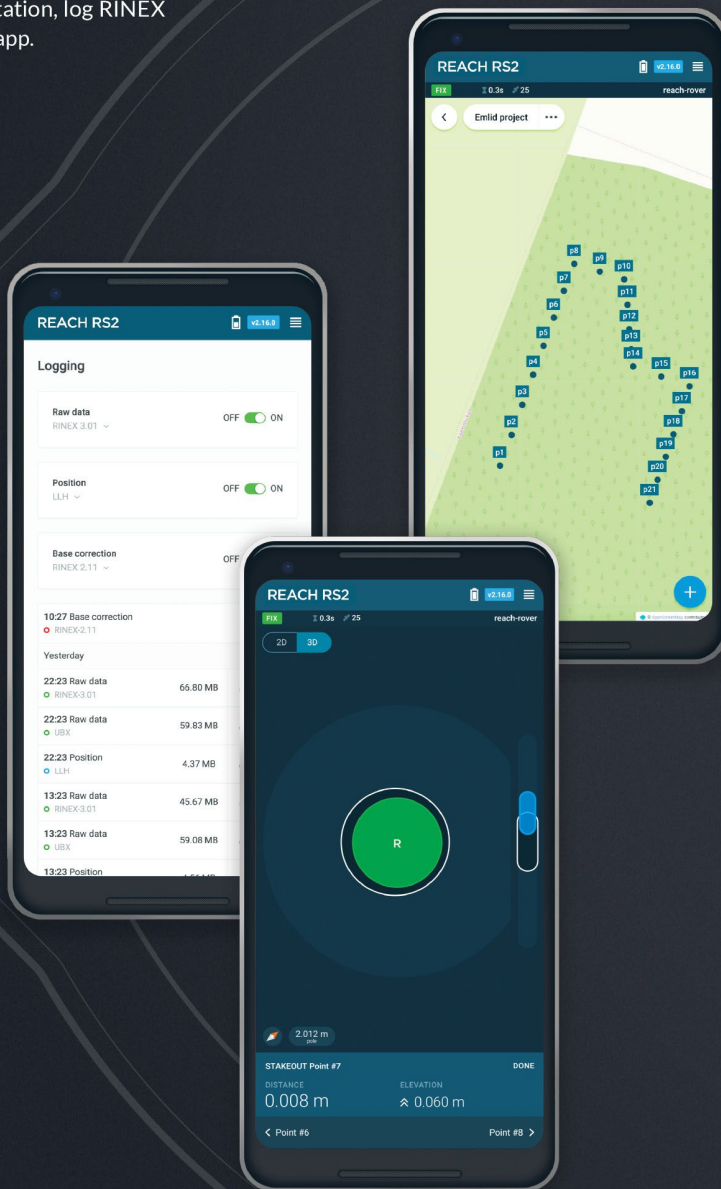 tation, log RINEX
app.
REACH RS2
v2.16.0
FIX 0.3s 25 reach-rover
Emlid project
p8
p9
p10
p7
p11
p6
p12
p5
p13
p14
p4
p15
p16
p3
p17
p2
p18
p19
p1
p20
p21
REACH RS2
v2.16.0
Logging
Raw data
RINEX 3.01
OFF ON
Position
LLH
OFF ON
Base correction
RINEX 2.11
OFF
10:27 Base correction
RINEX-2.11
Yesterday
22:23 Raw data
RINEX-3.01
66.80 MB
22:23 Raw data
UBX
59.83 MB
22:23 Position
LLH
4.37 MB
13:23 Raw data
RINEX-3.01
45.67 MB
13:23 Raw data
UBX
59.08 MB
13:23 Position
REACH RS2
v2.16.0
FIX 0.3s 25 reach-rover
2D 3D
R
2.012 m
pole
STAKEOUT Point #7 DONE
DISTANCE ELEVATION
0.008 m 0.060 m
Point #6 Point #8